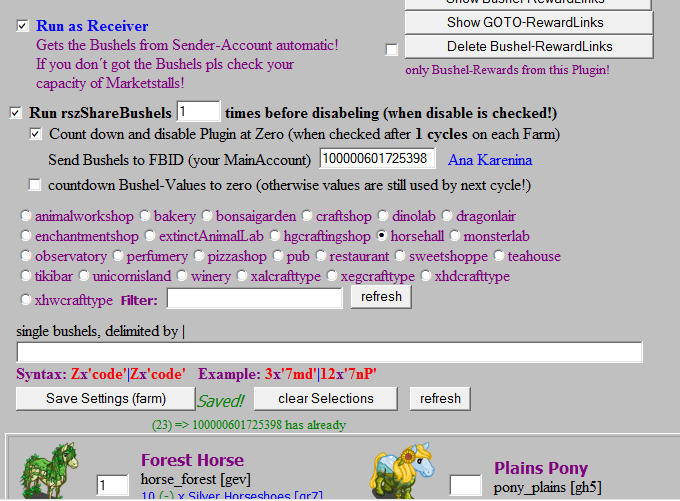 Show Bushel-RewardLinks
Run as Receiver
Show GOTO-RewardLinks
Gets the Bushels from Sender-Account automatic!
Delete Bushel-RewardLinks
If you don´t got the Bushels pls check your
capacity of Marketstalls!
only Bushel-Rewards from this Plugin!
Run rszShareBushels 1 times before disabeling (when disable is checked!)
Count down and disable Plugin at Zero (when checked after 1 cycles on each Farm)
Send Bushels to FBID (your MainAccount) 100000601725398 Ana Karenina
countdown Bushel-Values to zero (otherwise values are still used by next cycle!)
animalworkshop bakery bonsaigarden craftshop dinolab dragonlair
enchantmentshop extinctAnimalLab hgcraftingshop horsehall monsterlab
observatory perfumery pizzashop pub restaurant sweetshoppe teahouse
tikibar unicornisland winery xalcrafttype xegcrafttype xhdcrafttype
xhwcrafttype Filter: refresh
single bushels, delimited by |
Syntax: Zx'code'|Zx'code' Example: 3x'7md'|12x'7nP'
Save Settings (farm) Saved! clear Selections refresh
(23) => 100000601725398 has already
Forest Horse
Plains Pony
1 horse_forest [gev]
pony_plains [gh5]
10 (-) x Silver Horseshoes [gr7]